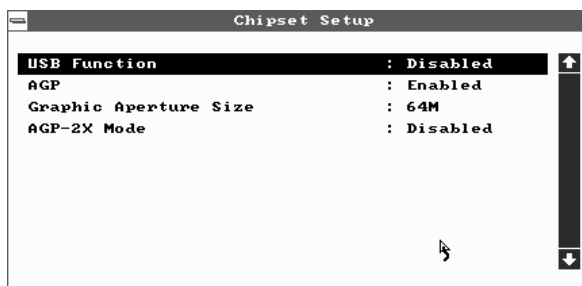 Chipset Setup
USB Function : Disabled
AGP : Enabled
Graphic Aperture Size : 64M
AGP-2X Mode : Disabled